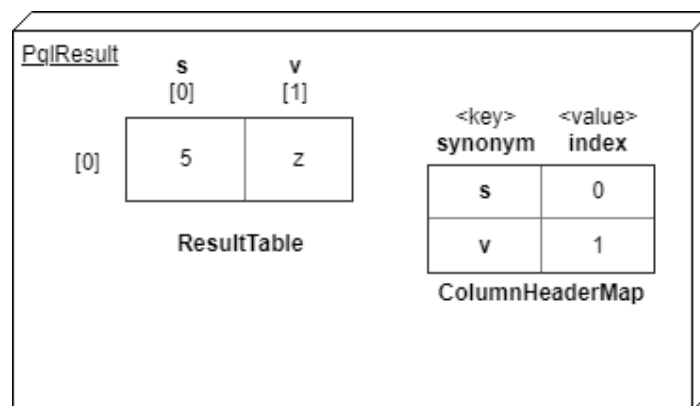 PqlResult
s v
[0] [1]
[0] 5 z
ResultTable
<key> <value>
synonym index
s 0
v 1
ColumnHeaderMap